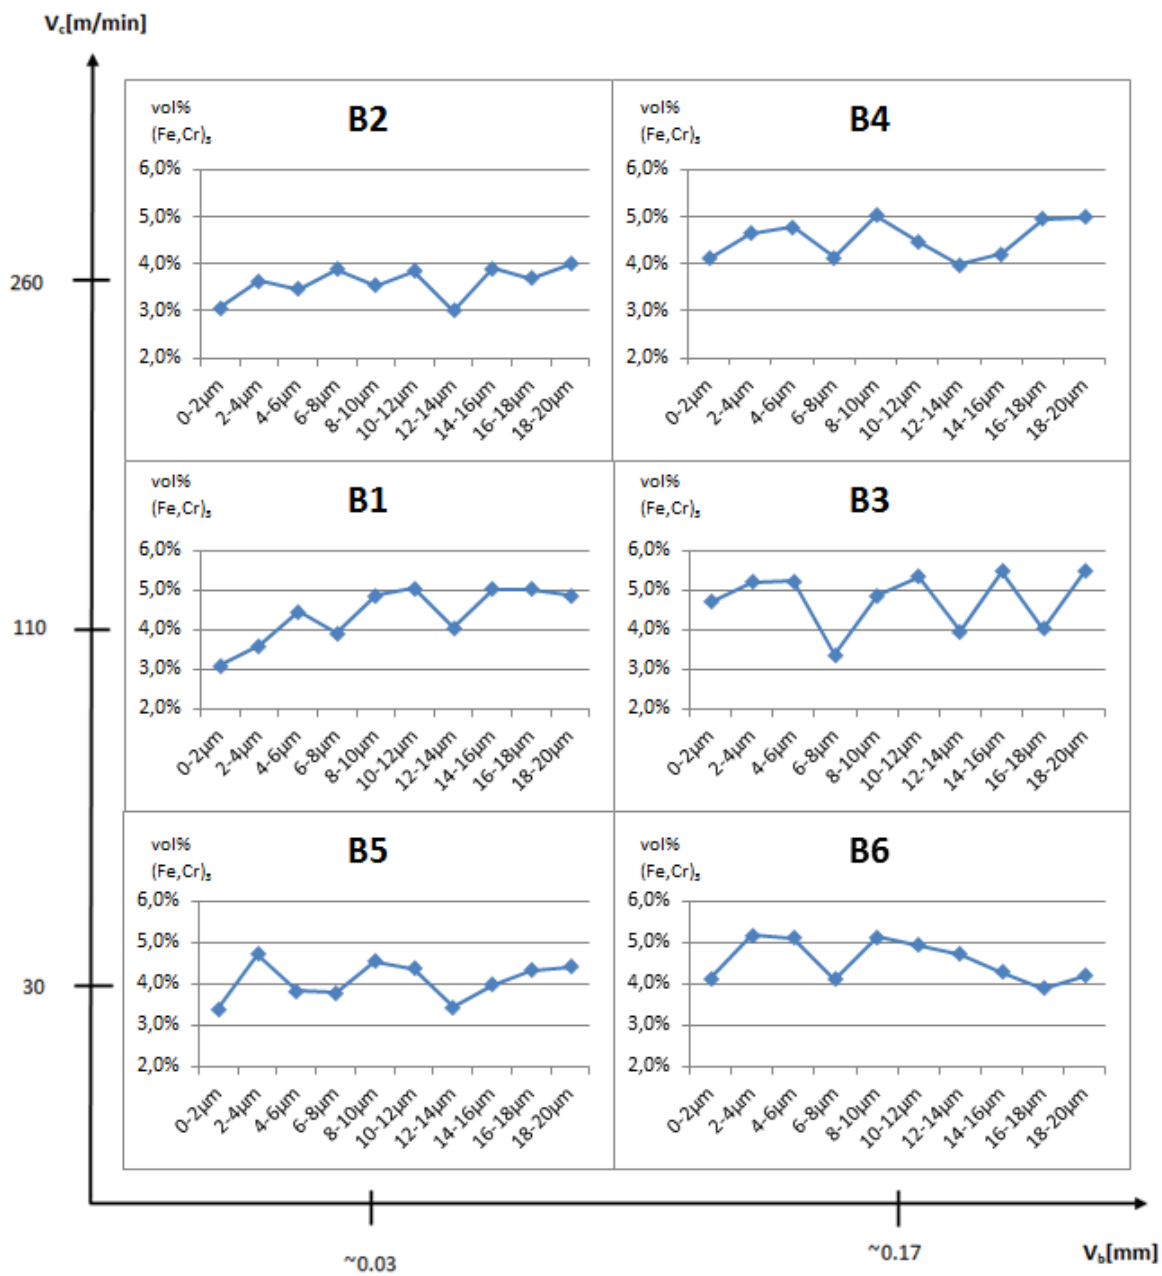 Vc[m/min]
vol%
(Fe,Cr)s
B2
6,0%
5,0%
4,0%
3,0%
2,0%
0-2µm
2-4µm
4-6µm
6-8µm
8-10µm
10-12µm
12-14µm
14-16µm
16-18µm
18-20µm
vol%
(Fe,Cr)s
B4
6,0%
5,0%
4,0%
3,0%
2,0%
0-2µm
2-4µm
4-6µm
6-8µm
8-10µm
10-12µm
12-14µm
14-16µm
16-18µm
18-20µm
260
vol%
(Fe,Cr)s
B1
6,0%
5,0%
4,0%
3,0%
2,0%
0-2µm
2-4µm
4-6µm
6-8µm
8-10µm
10-12µm
12-14µm
14-16µm
16-18µm
18-20µm
vol%
(Fe,Cr)s
B3
6,0%
5,0%
4,0%
3,0%
2,0%
0-2µm
2-4µm
4-6µm
6-8µm
8-10µm
10-12µm
12-14µm
14-16µm
16-18µm
18-20µm
110
vol%
(Fe,Cr)s
B5
6,0%
5,0%
4,0%
3,0%
2,0%
0-2µm
2-4µm
4-6µm
6-8µm
8-10µm
10-12µm
12-14µm
14-16µm
16-18µm
18-20µm
vol%
(Fe,Cr)s
B6
6,0%
5,0%
4,0%
3,0%
2,0%
0-2µm
2-4µm
4-6µm
6-8µm
8-10µm
10-12µm
12-14µm
14-16µm
16-18µm
18-20µm
30
~0.03
~0.17
Vb[mm]